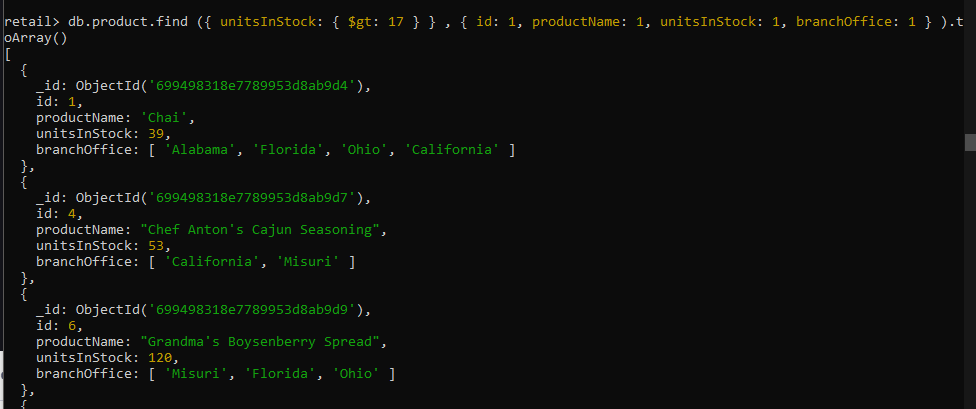 retail> db.product.find ({ unitsInStock: { $gt: 17 } } , { id: 1, productName: 1, unitsInStock: 1, branchOffice: 1 } ).t
oArray()
[
  {
    _id: ObjectId('699498318e7789953d8ab9d4'),
    id: 1,
    productName: 'Chai',
    unitsInStock: 39,
    branchOffice: [ 'Alabama', 'Florida', 'Ohio', 'California' ]
  },
  {
    _id: ObjectId('699498318e7789953d8ab9d7'),
    id: 4,
    productName: "Chef Anton's Cajun Seasoning",
    unitsInStock: 53,
    branchOffice: [ 'California', 'Misuri' ]
  },
  {
    _id: ObjectId('699498318e7789953d8ab9d9'),
    id: 6,
    productName: "Grandma's Boysenberry Spread",
    unitsInStock: 120,
    branchOffice: [ 'Misuri', 'Florida', 'Ohio' ]
  },
  {